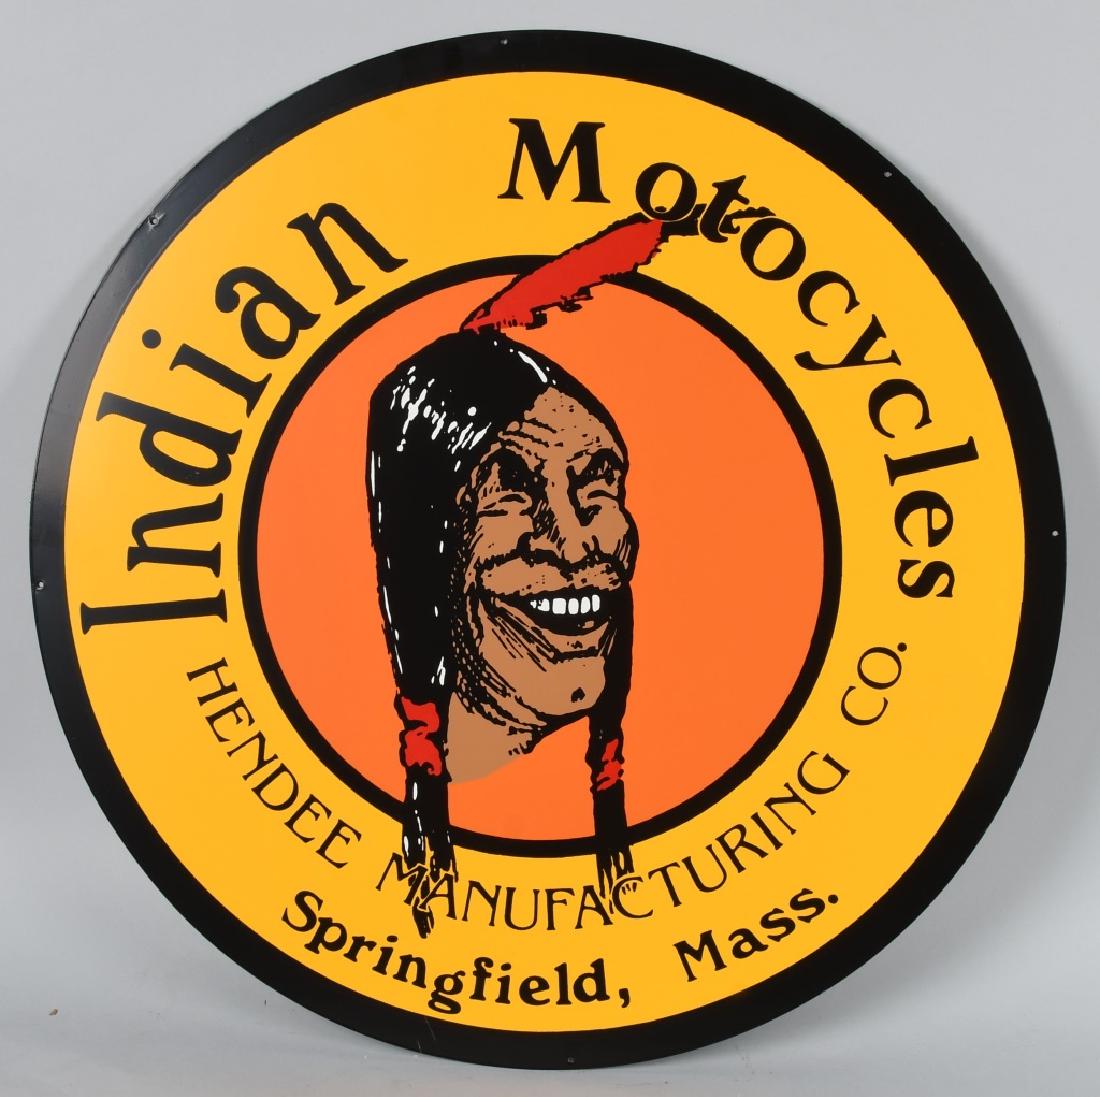 Indian Motocycles
HENDEE MANUFACTURING CO.
Springfield, Mass.